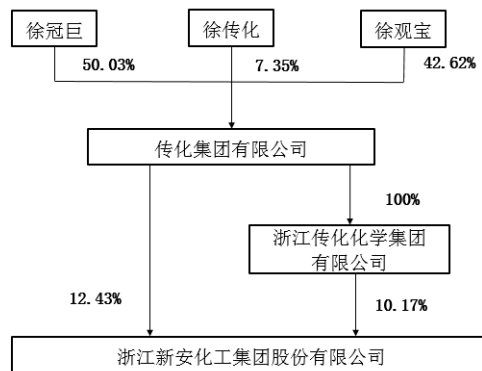 徐冠巨
徐传化
徐观宝
50.03%
7.35%
42.62%
传化集团有限公司
100%
浙江传化化学集团
有限公司
12.43%
10.17%
浙江新安化工集团股份有限公司